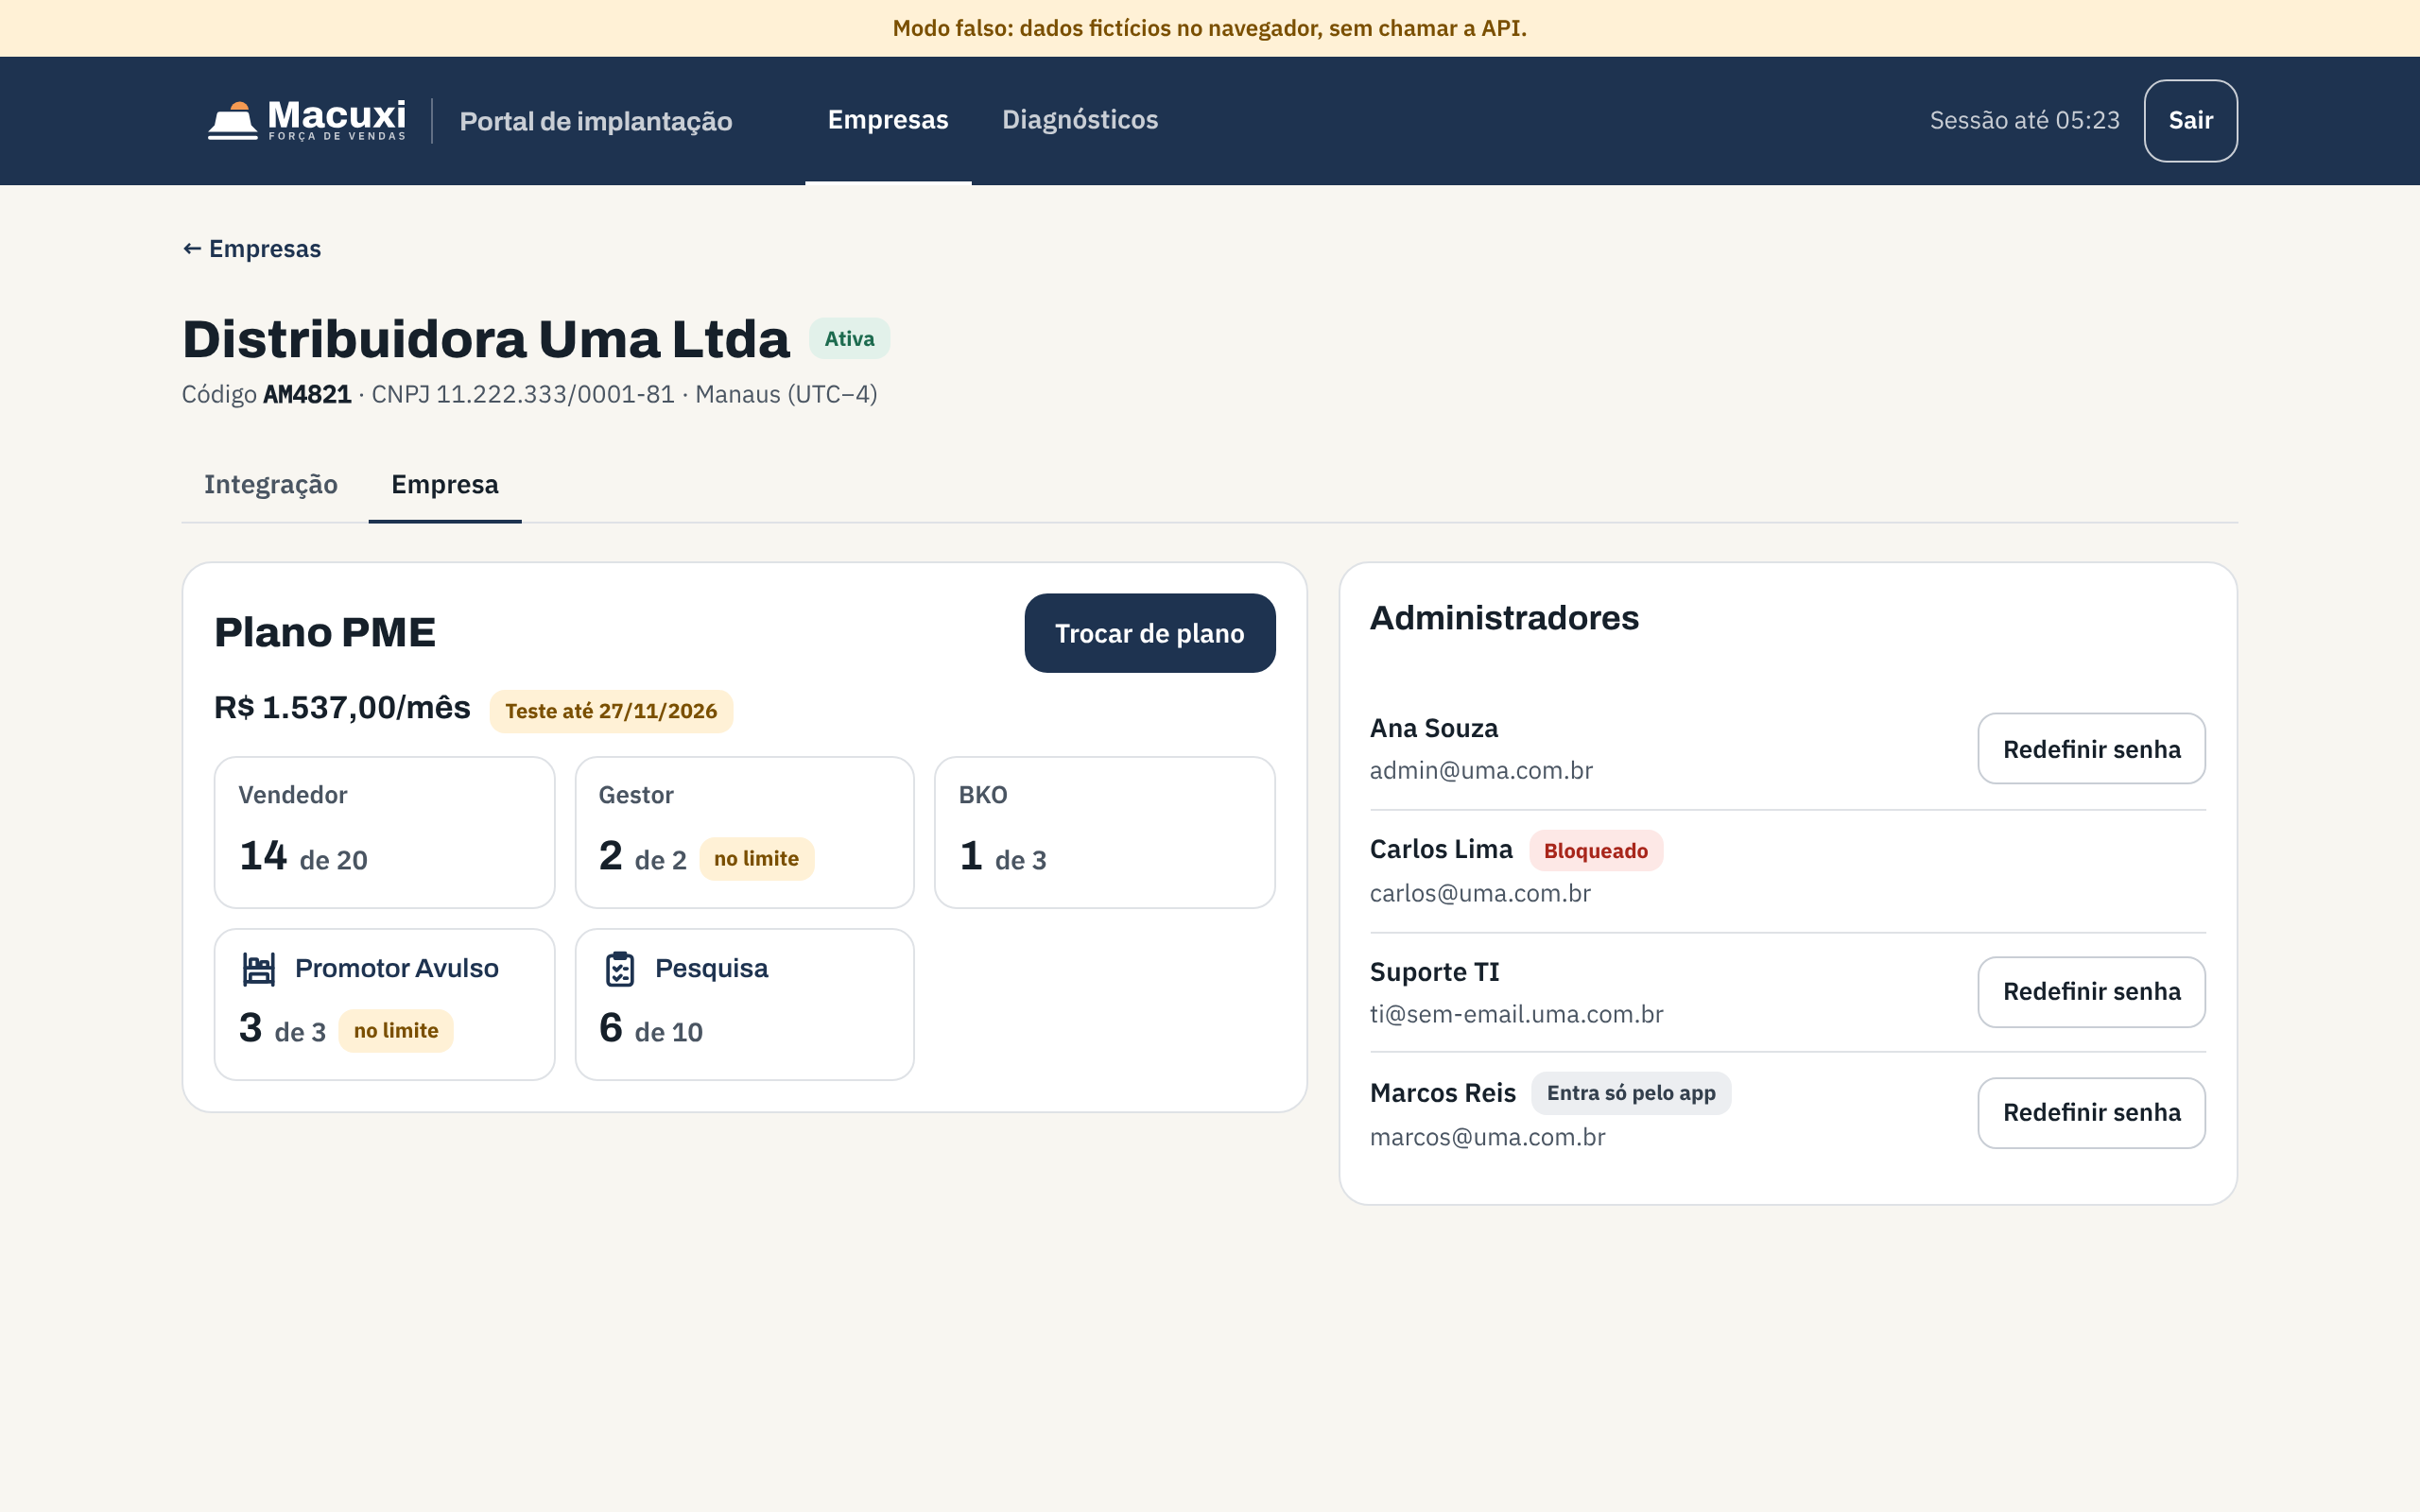 Modo falso: dados fictícios no navegador, sem chamar a API.
Macuxi
FORÇA DE VENDAS
Portal de implantação
Empresas
Diagnósticos
Sessão até 05:23
Sair
← Empresas
Distribuidora Uma Ltda
Ativa
Código AM4821 · CNPJ 11.222.333/0001-81 · Manaus (UTC−4)
Integração
Empresa
Plano PME
Trocar de plano
R$ 1.537,00/mês
Teste até 27/11/2026
Vendedor
14 de 20
Gestor
2 de 2 no limite
BKO
1 de 3
Promotor Avulso
3 de 3 no limite
Pesquisa
6 de 10
Administradores
Ana Souza
admin@uma.com.br
Redefinir senha
Carlos Lima Bloqueado
carlos@uma.com.br
Suporte TI
ti@sem-email.uma.com.br
Redefinir senha
Marcos Reis Entra só pelo app
marcos@uma.com.br
Redefinir senha